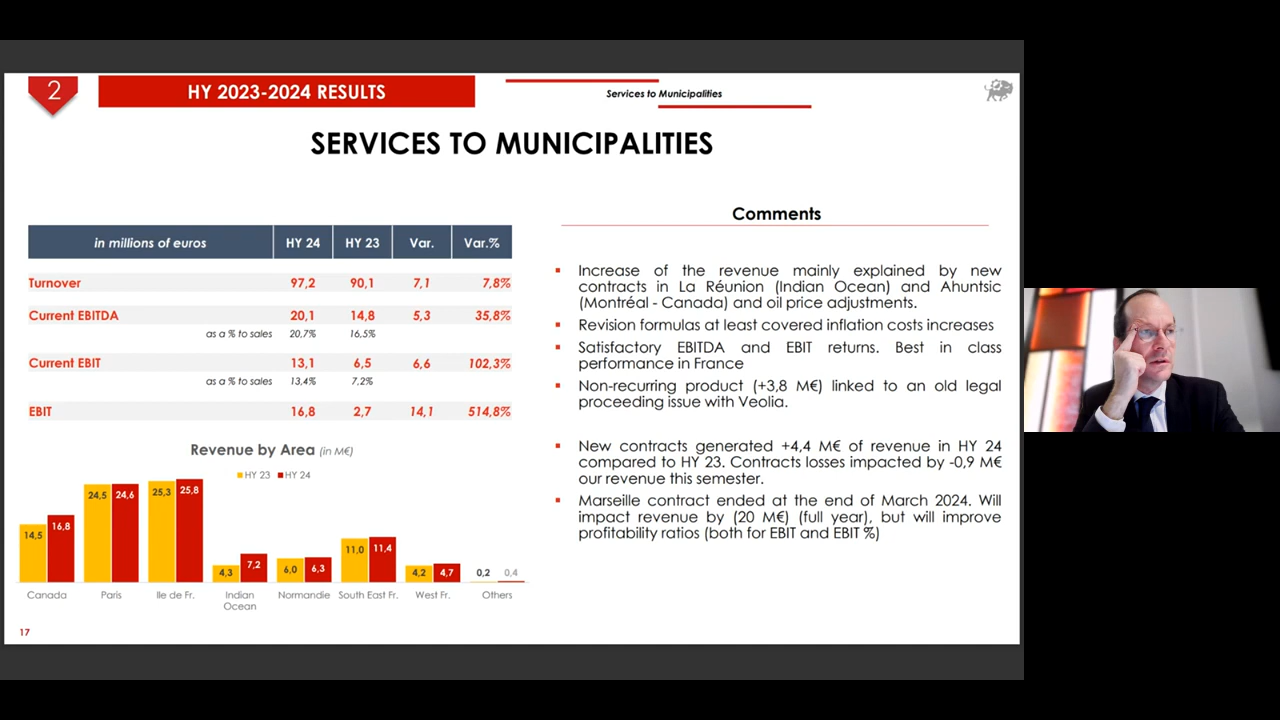 2
HY 2023-2024 RESULTS
Services to Municipalities
SERVICES TO MUNICIPALITIES
in millions of euros HY 24 HY 23 Var. Var.%
Turnover 97,2 90,1 7,1 7,8%
Current EBITDA 20,1 14,8 5,3 35,8%
as a % to sales 20,7% 16,5%
Current EBIT 13,1 6,5 6,6 102,3%
as a % to sales 13,4% 7,2%
EBIT 16,8 2,7 14,1 514,8%
Revenue by Area (in M€)
HY 23 HY 24
14,5 16,8 24,5 24,6 25,3 25,8 4,3 7,2 6,0 6,3 11,0 11,4 4,2 4,7 0,2 0,4
Canada Paris Ile de Fr. Indian Normandie South East Fr. West Fr. Others
Ocean
Comments
▪ Increase of the revenue mainly explained by new
contracts in La Réunion (Indian Ocean) and Ahuntsic
(Montréal - Canada) and oil price adjustments.
▪ Revision formulas at least covered inflation costs increases
▪ Satisfactory EBITDA and EBIT returns. Best in class
performance in France
▪ Non-recurring product (+3,8 M€) linked to an old legal
proceeding issue with Veolia.
▪ New contracts generated +4,4 M€ of revenue in HY 24
compared to HY 23. Contracts losses impacted by -0,9 M€
our revenue this semester.
▪ Marseille contract ended at the end of March 2024. Will
impact revenue by (20 M€) (full year), but will improve
profitability ratios (both for EBIT and EBIT %)
17